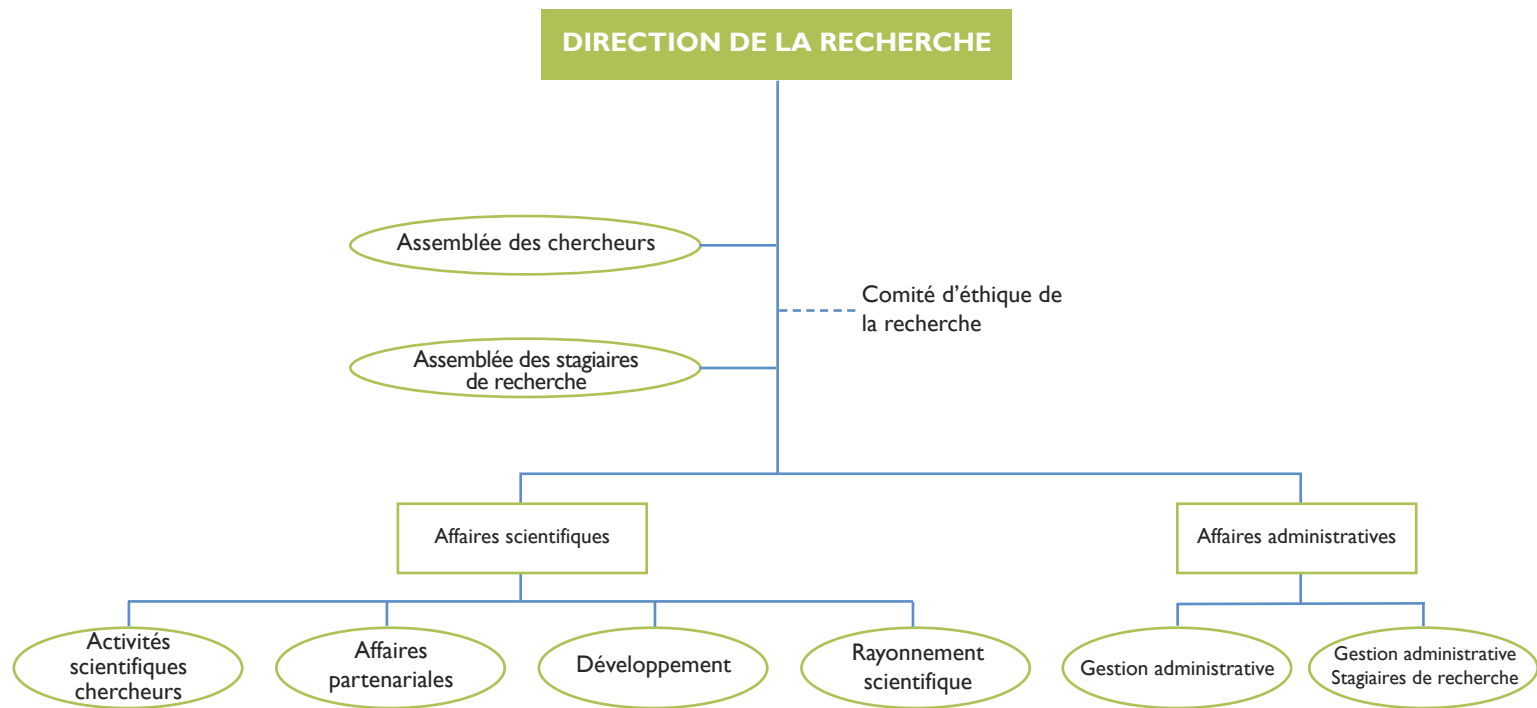 DIRECTION DE LA RECHERCHE
Assemblée des chercheurs
Comité d'éthique de
la recherche
Assemblée des stagiaires
de recherche
Affaires scientifiques
Affaires administratives
Activités
scientifiques
chercheurs
Affaires
partenariales
Développement
Rayonnement
scientifique
Gestion administrative
Gestion administrative
Stagiaires de recherche